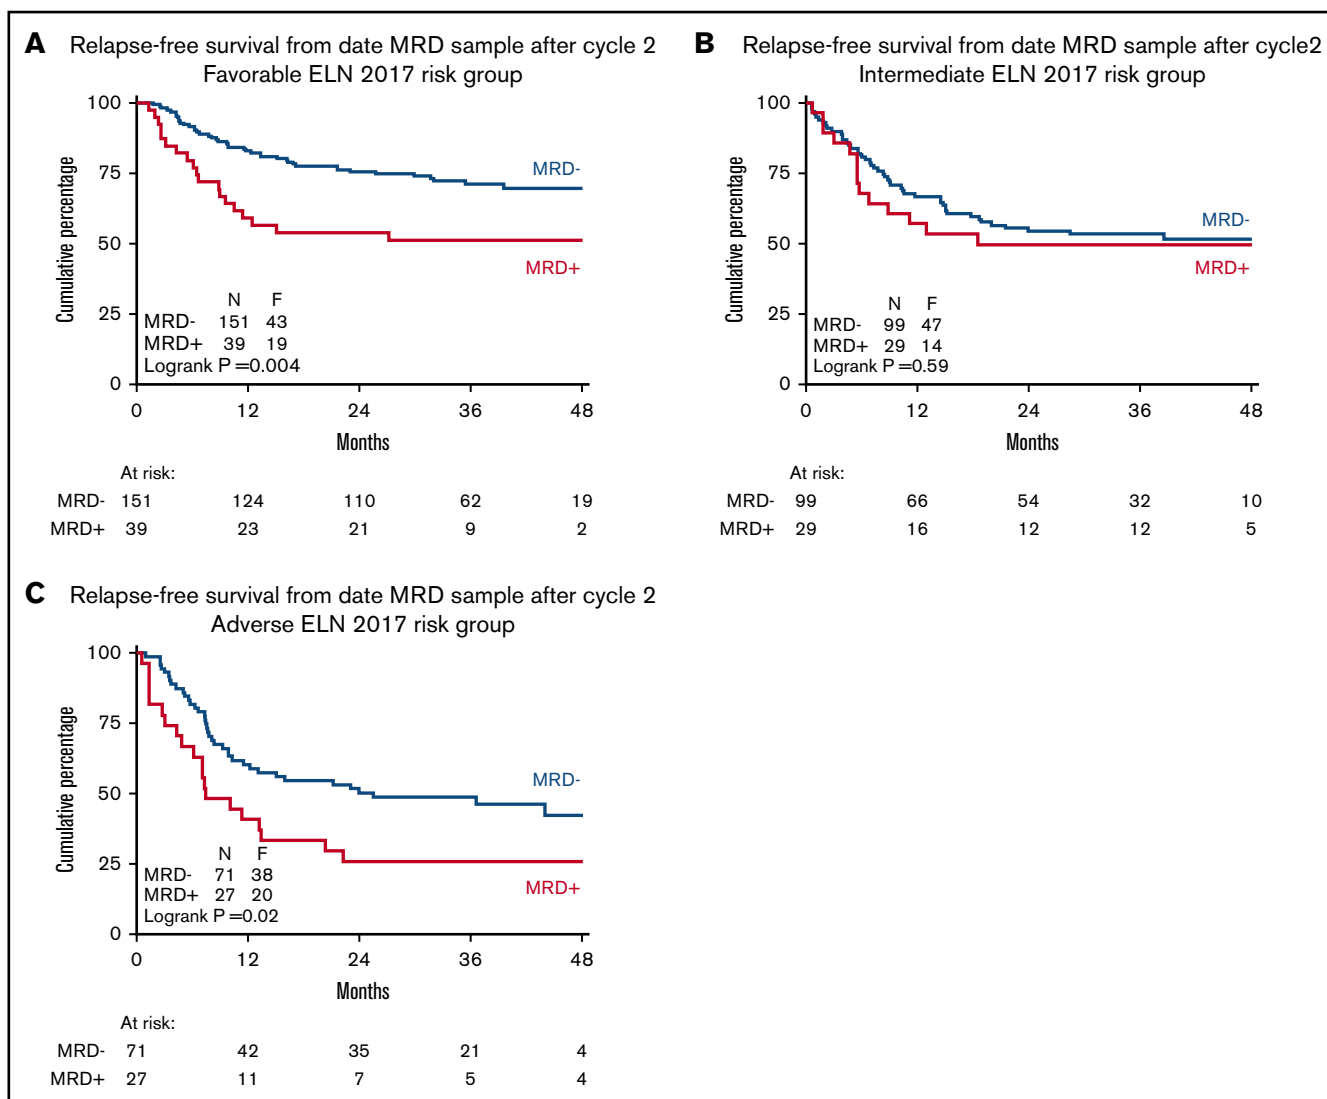 A Relapse-free survival from date MRD sample after cycle 2
Favorable ELN 2017 risk group
Cumulative percentage
100
75
50
25
0
MRD-
MRD+
N F
MRD- 151 43
MRD+ 39 19
Logrank P=0.004
0 12 24 36 48
Months
At risk:
MRD- 151 124 110 62 19
MRD+ 39 23 21 9 2
B Relapse-free survival from date MRD sample after cycle2
Intermediate ELN 2017 risk group
Cumulative percentage
100
75
50
25
0
MRD-
MRD+
N F
MRD- 99 47
MRD+ 29 14
Logrank P=0.59
0 12 24 36 48
Months
At risk:
MRD- 99 66 54 32 10
MRD+ 29 16 12 12 5
C Relapse-free survival from date MRD sample after cycle 2
Adverse ELN 2017 risk group
Cumulative percentage
100
75
50
25
0
MRD-
MRD+
N F
MRD- 71 38
MRD+ 27 20
Logrank P=0.02
0 12 24 36 48
Months
At risk:
MRD- 71 42 35 21 4
MRD+ 27 11 7 5 4